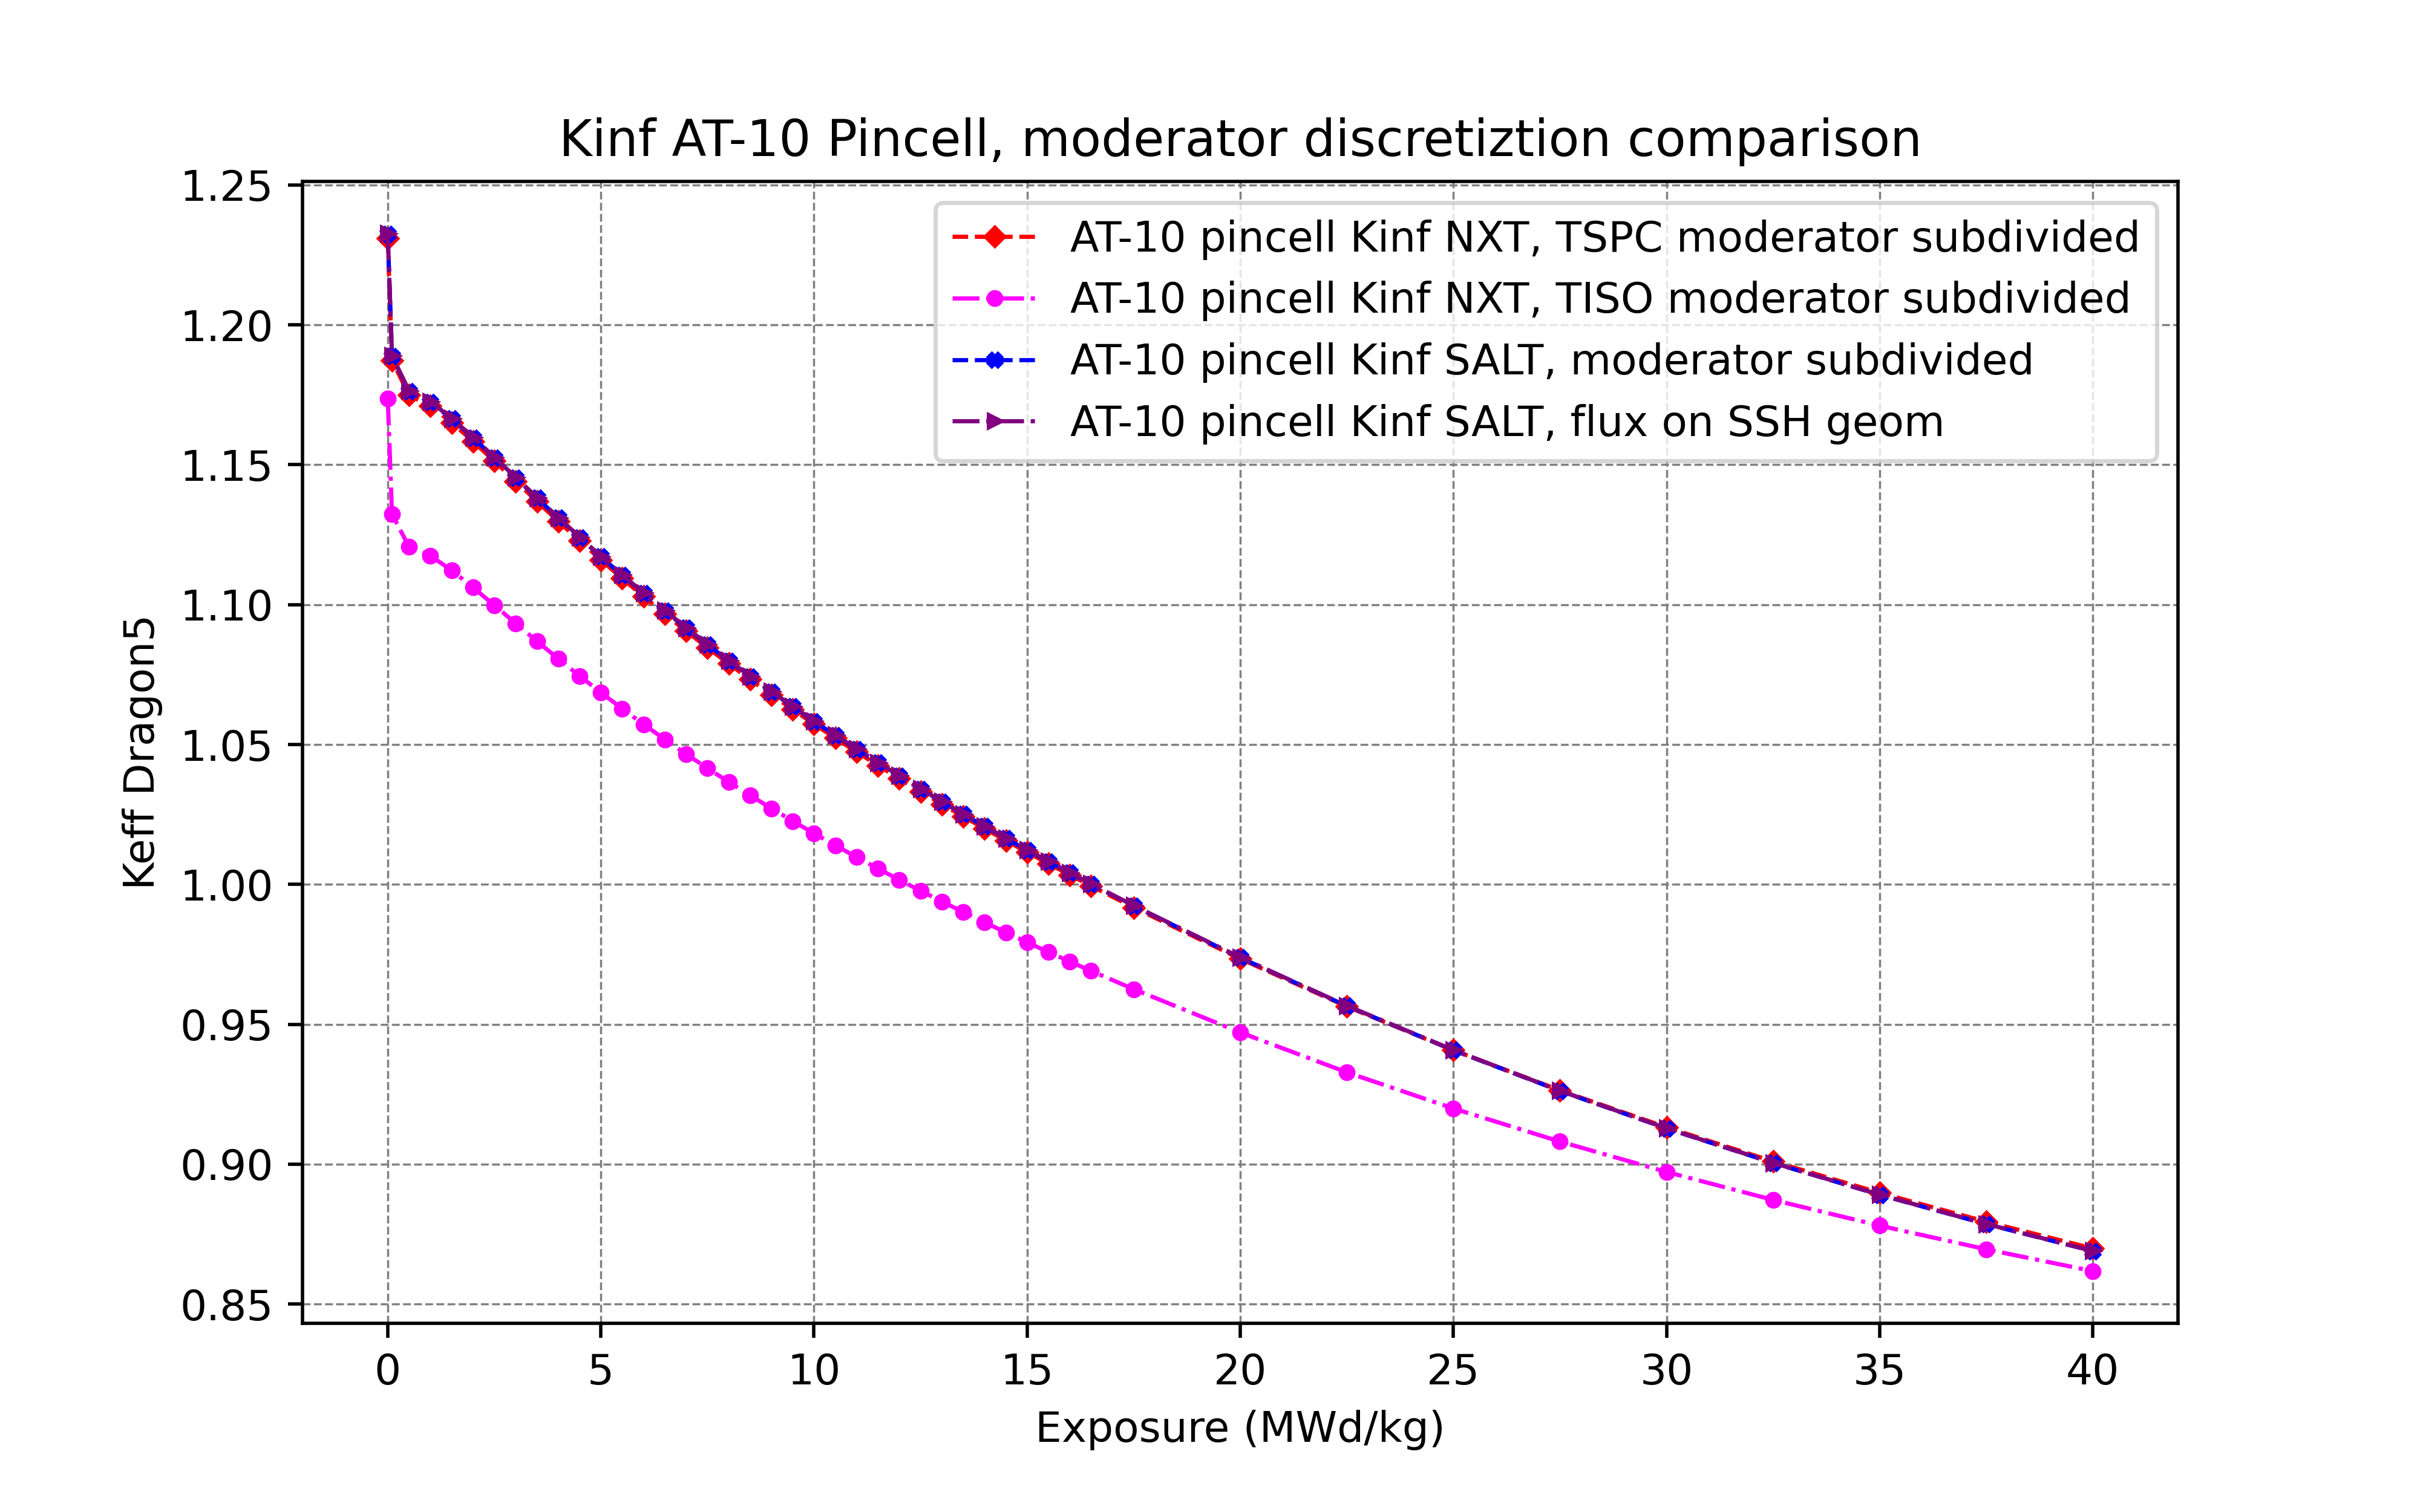 Kinf AT-10 Pincell, moderator discretiztion comparison
AT-10 pincell Kinf NXT, TSPC moderator subdivided
AT-10 pincell Kinf NXT, TISO moderator subdivided
AT-10 pincell Kinf SALT, moderator subdivided
AT-10 pincell Kinf SALT, flux on SSH geom
Keff Dragon5
1.25
1.20
1.15
1.10
1.05
1.00
0.95
0.90
0.85
0 5 10 15 20 25 30 35 40
Exposure (MWd/kg)